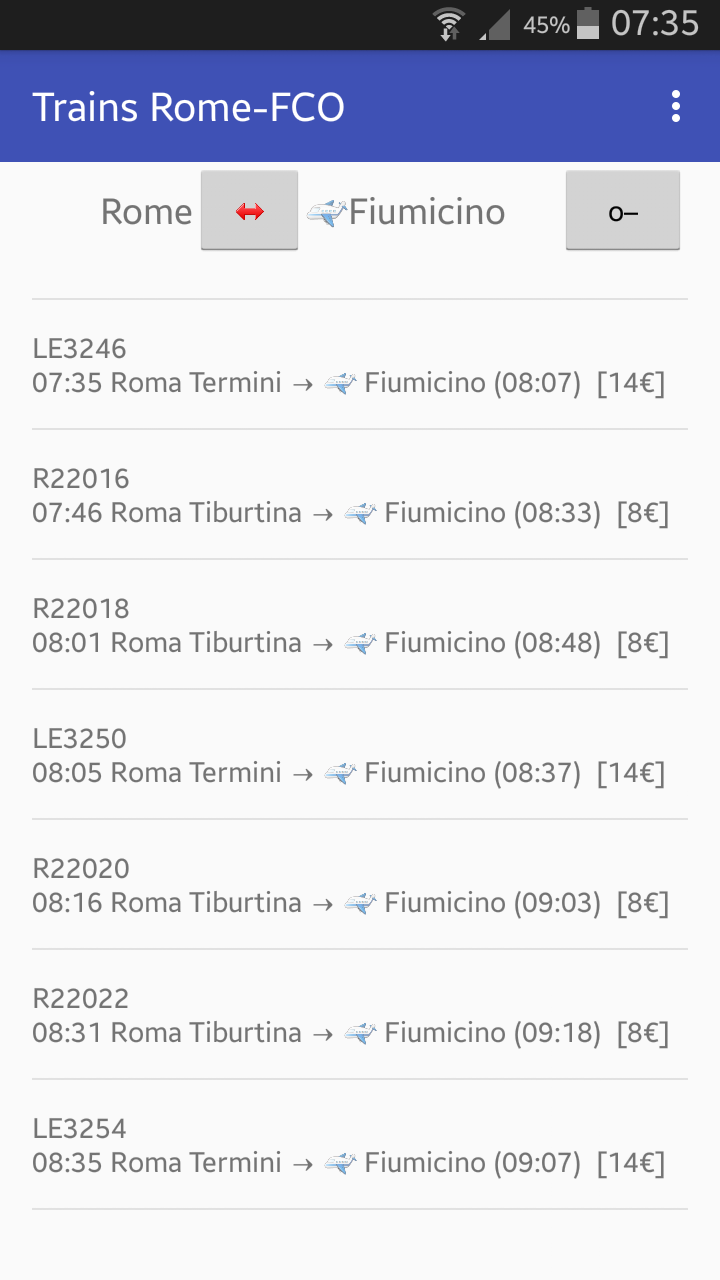 45% 07:35
Trains Rome-FCO
Rome Fiumicino o–
LE3246
07:35 Roma Termini → Fiumicino (08:07) [14€]
R22016
07:46 Roma Tiburtina → Fiumicino (08:33) [8€]
R22018
08:01 Roma Tiburtina → Fiumicino (08:48) [8€]
LE3250
08:05 Roma Termini → Fiumicino (08:37) [14€]
R22020
08:16 Roma Tiburtina → Fiumicino (09:03) [8€]
R22022
08:31 Roma Tiburtina → Fiumicino (09:18) [8€]
LE3254
08:35 Roma Termini → Fiumicino (09:07) [14€]